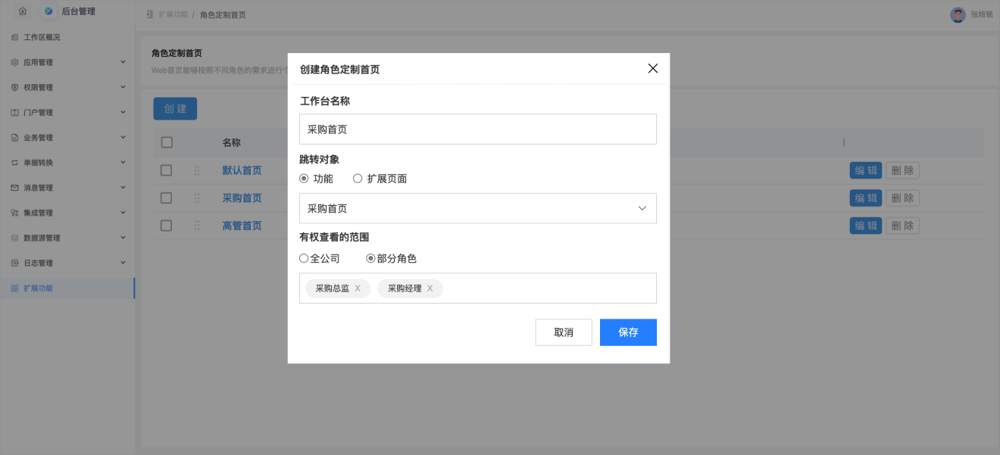 后台管理
工作区概况
应用管理
权限管理
门户管理
业务管理
单据转换
消息管理
集成管理
数据源管理
日志管理
扩展功能
扩展功能 / 角色定制首页
张培铭
角色定制首页
Web首页能够按照不同角色的需求进行
创建
名称
默认首页 编辑 删除
采购首页 编辑 删除
高管首页 编辑 删除
创建角色定制首页
工作台名称
采购首页
跳转对象
功能 扩展页面
采购首页
有权查看的范围
全公司 部分角色
采购总监 X 采购经理 X
取消 保存